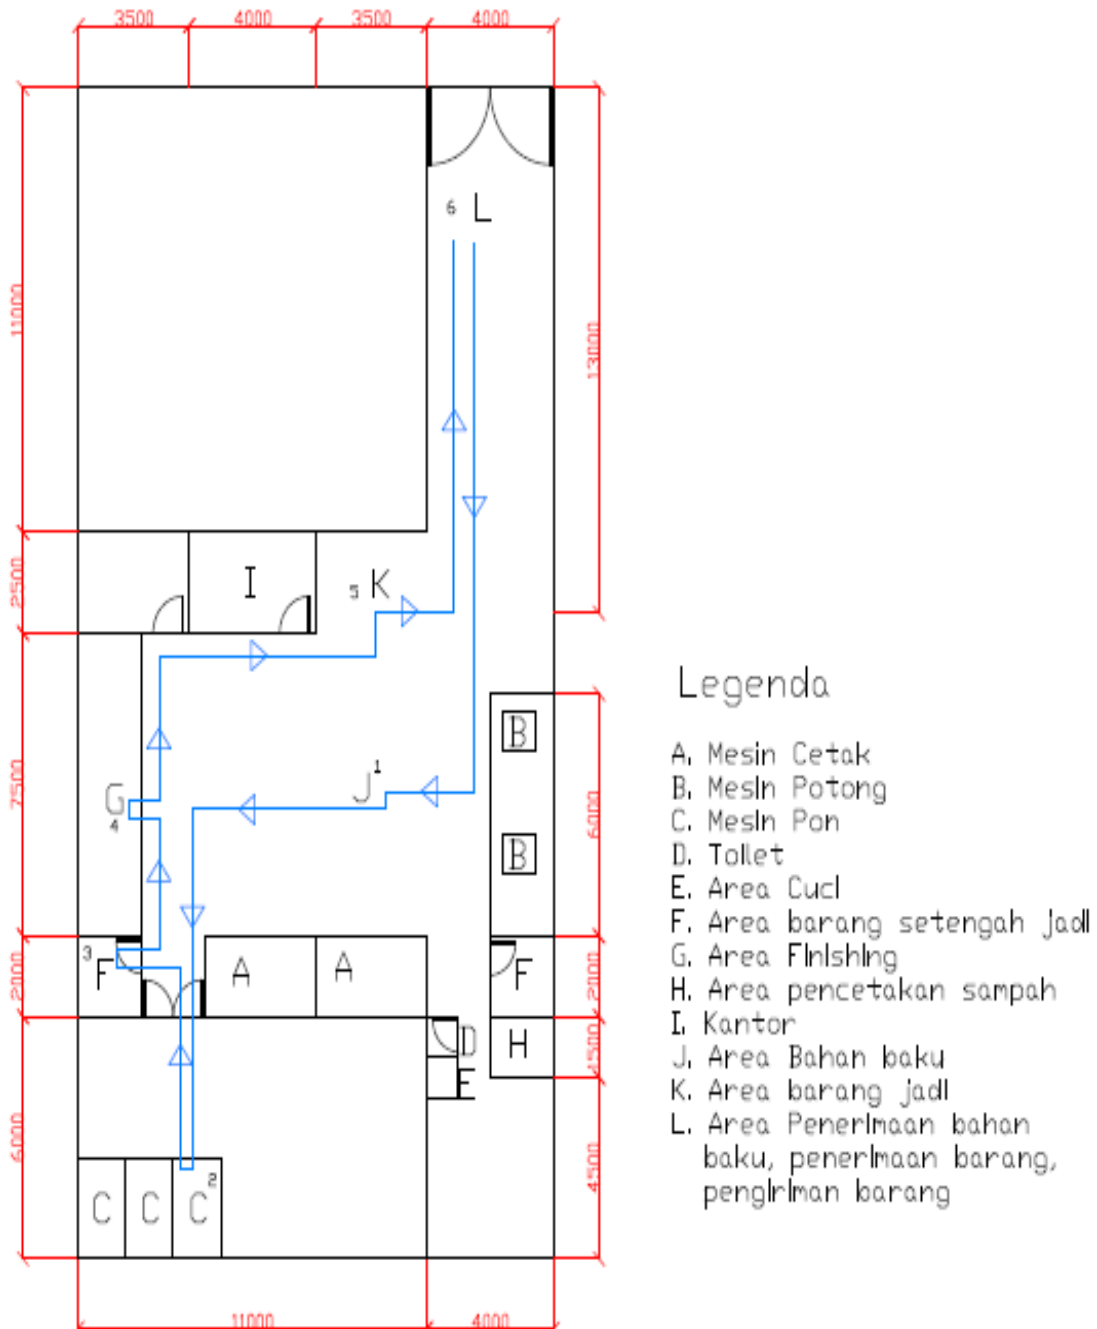 3500 4000 3500 4000
6 L
11000
13000
2500
I
5 K
B
J 1
G
4
7500
B
6000
3
F
A
A
F
2000
2000
D
H
1500
E
6000
4500
C C C 2
11000 4000
Legenda
A. Mesin Cetak
B. Mesin Potong
C. Mesin Pon
D. Toilet
E. Area Cuci
F. Area barang setengah jadi
G. Area Finishing
H. Area pencetakan sampah
I. Kantor
J. Area Bahan baku
K. Area barang jadi
L. Area Penerimaan bahan
baku, penerimaan barang,
pengiriman barang